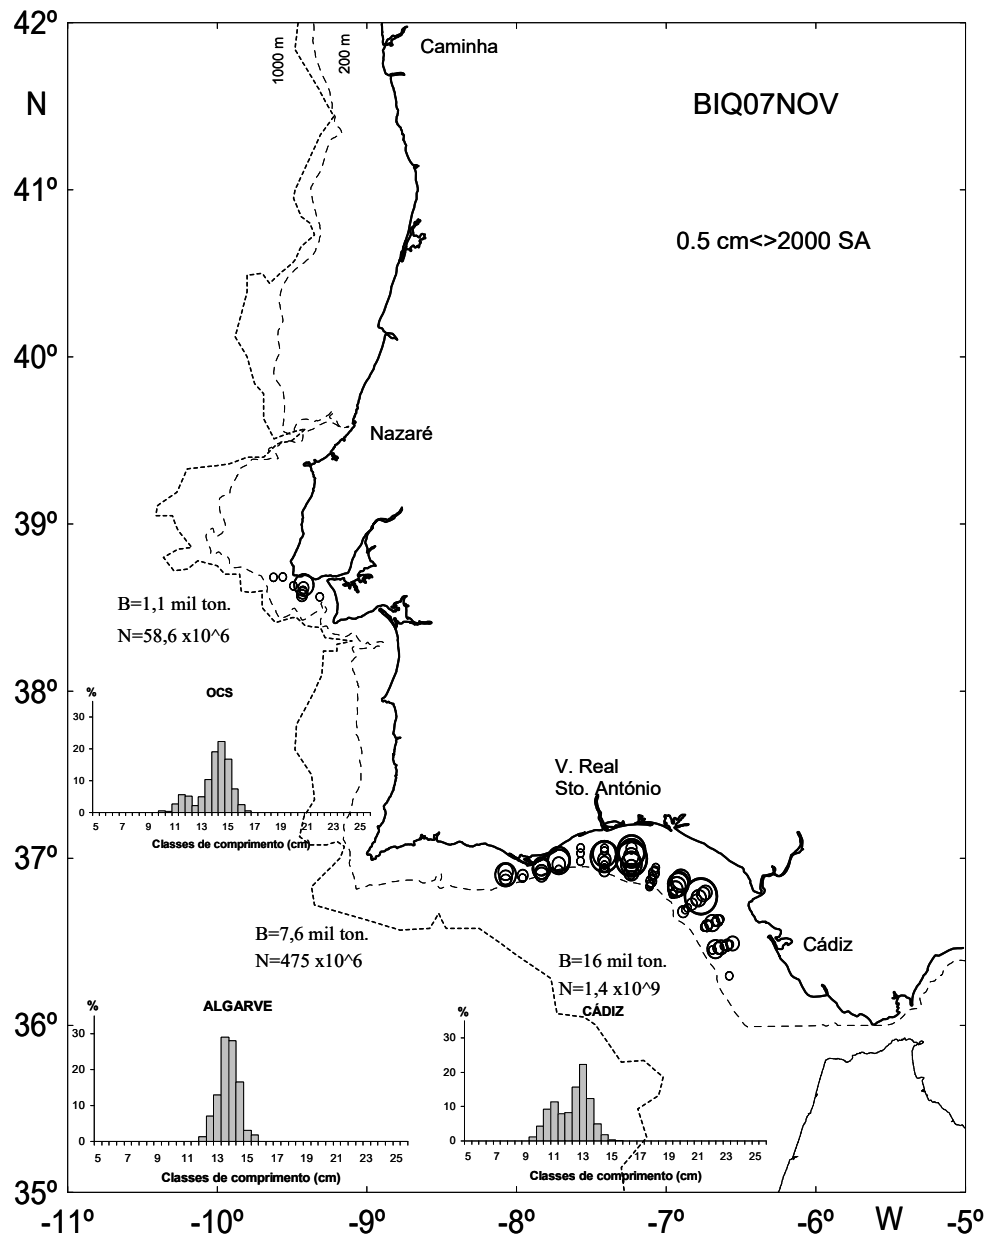 42º
1000 m
200 m
Caminha
N
BIQ07NOV
41º
0.5 cm<>2000 SA
40º
Nazaré
39º
B=1,1 mil ton.
N=58,6 x10^6
38º
%
OCS
30
20
10
0
5 7 9 11 13 15 17 19 21 23 25
Classes de comprimento (cm)
V. Real
Sto. António
37º
B=7,6 mil ton.
N=475 x10^6
Cádiz
B=16 mil ton.
N=1,4 x10^9
36º
%
ALGARVE
30
20
10
0
5 7 9 11 13 15 17 19 21 23 25
Classes de comprimento (cm)
%
CÁDIZ
30
20
10
0
5 7 9 11 13 15 17 19 21 23 25
Classes de comprimento (cm)
35º
-11º -10º -9º -8º -7º -6º W -5º